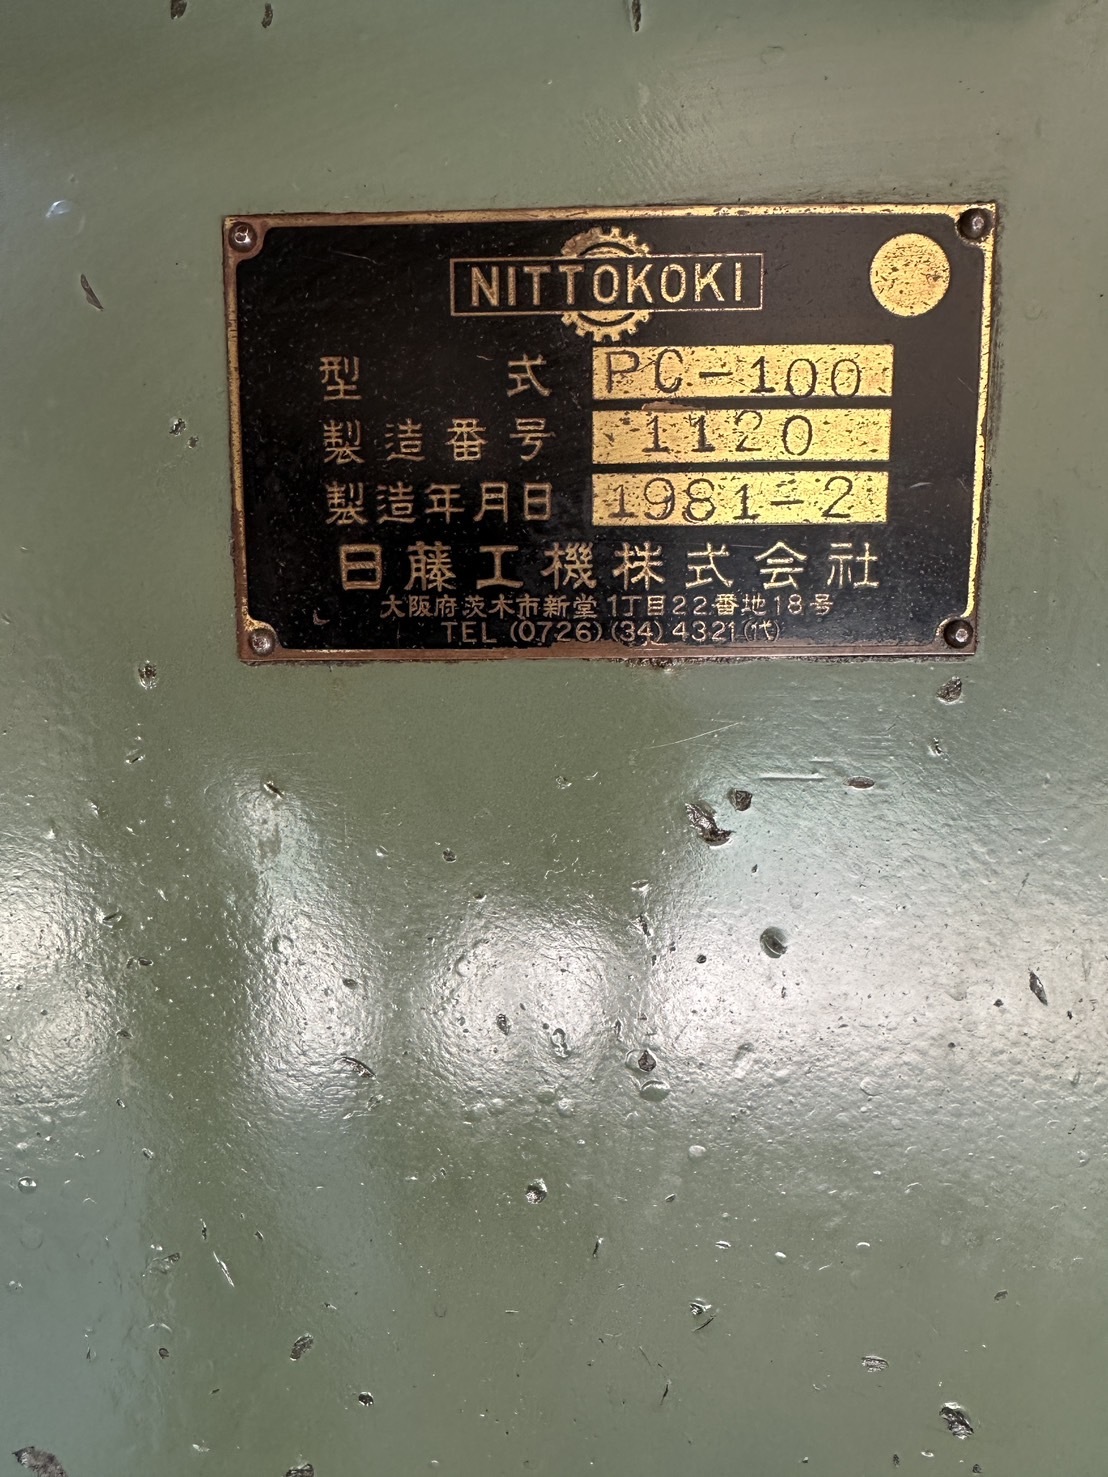 NITTOKOKI
型式 PC-100
製造番号 1120
製造年月日 1981-2
日藤工機株式会社
大阪府茨木市新堂1丁目22番地18号
TEL (0726) (34) 4321(代)